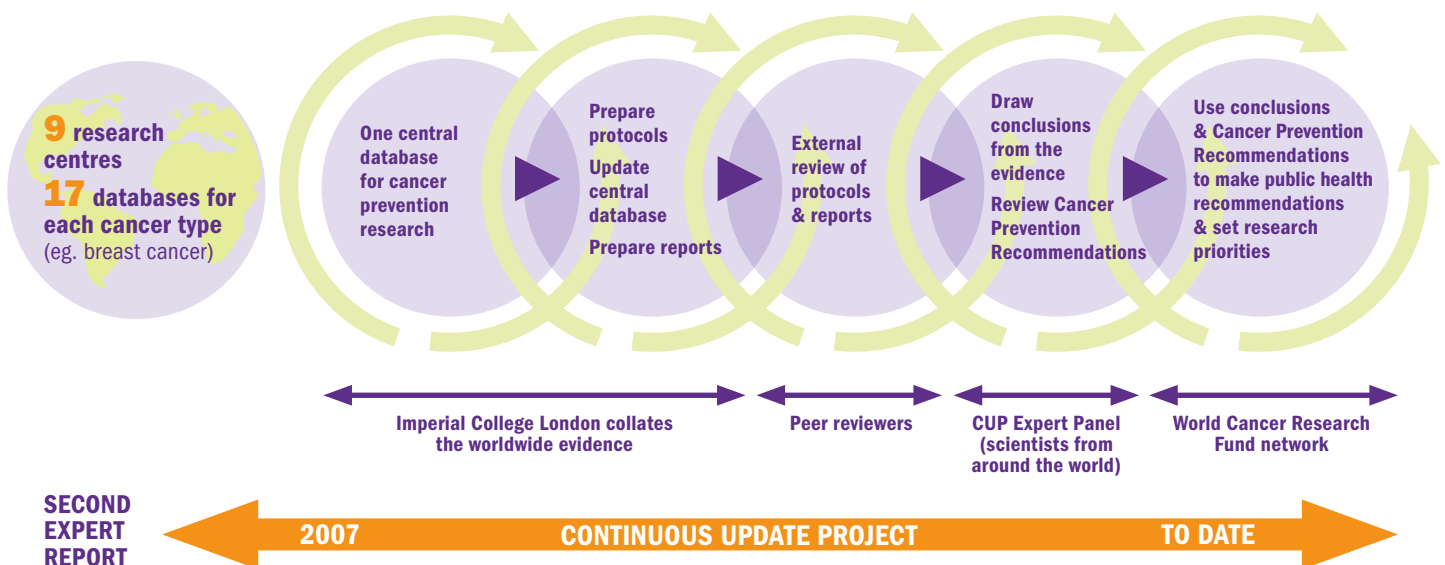 9 research
centres
17 databases for
each cancer type
(eg. breast cancer)
One central
database
for cancer
prevention
research
Prepare
protocols
Update
central
database
Prepare reports
External
review of
protocols
& reports
Draw
conclusions
from the
evidence
Review Cancer
Prevention
Recommendations
Use conclusions
& Cancer Prevention
Recommendations
to make public health
recommendations
& set research
priorities
Imperial College London collates
the worldwide evidence
Peer reviewers
CUP Expert Panel
(scientists from
around the world)
World Cancer Research
Fund network
SECOND
EXPERT
REPORT
2007
CONTINUOUS UPDATE PROJECT
TO DATE